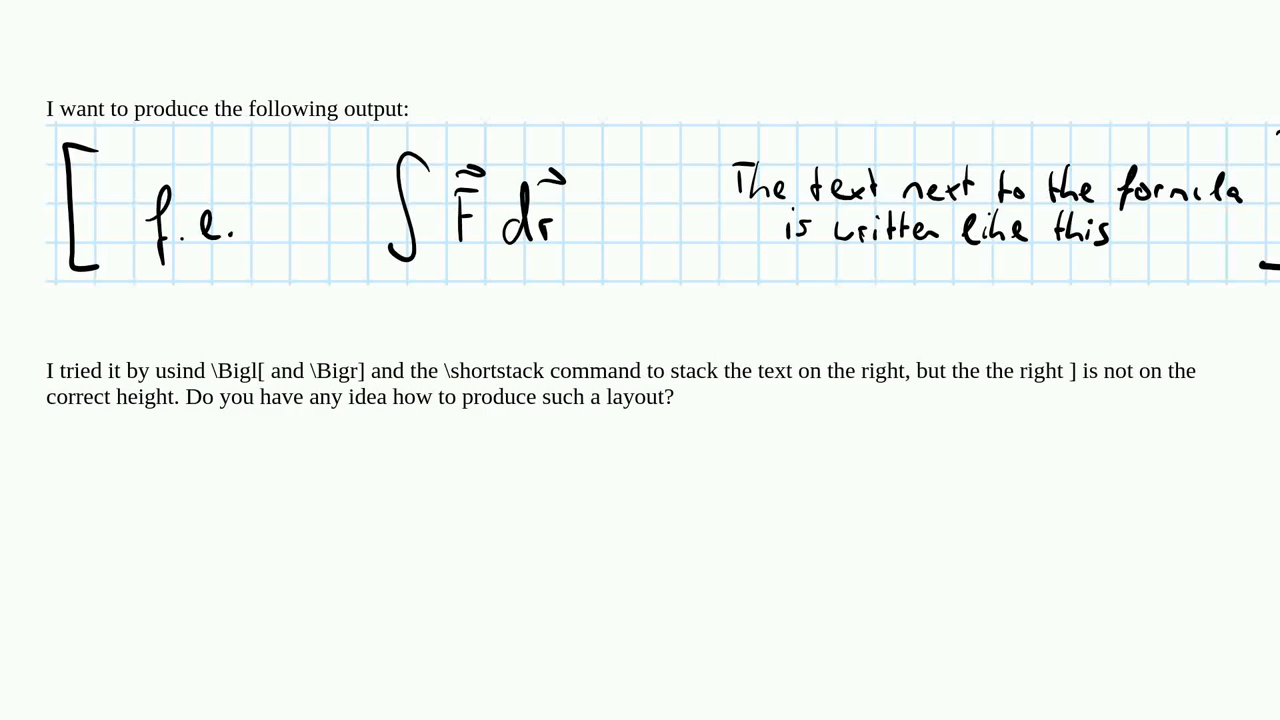 I want to produce the following output:
[ f.e. ∫ F⃗ dr⃗ The text next to the formula
is written like this ]
I tried it by usind \Bigl[ and \Bigr] and the \shortstack command to stack the text on the right, but the the right ] is not on the
correct height. Do you have any idea how to produce such a layout?